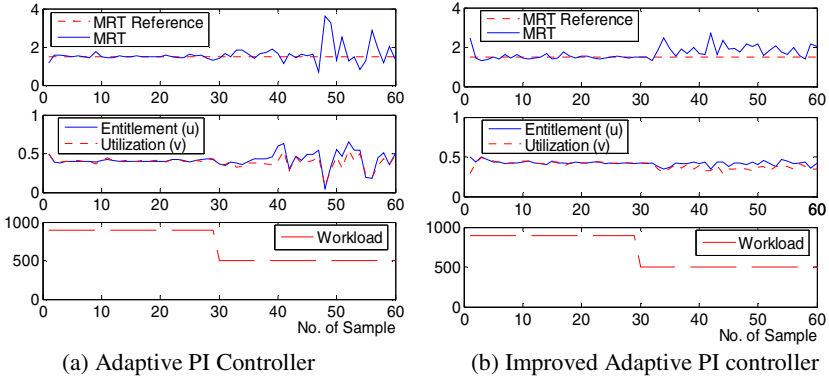 4
2
0
MRT Reference
MRT
0 10 20 30 40 50 60
1
0.5
0
Entitlement (u)
Utilization (v)
0 10 20 30 40 50 60
1000
500
0
Workload
0 10 20 30 40 50 60
No. of Sample
(a) Adaptive PI Controller
4
2
0
MRT Reference
MRT
0 10 20 30 40 50 60
1
0.5
0
Entitlement (u)
Utilization (v)
0 10 20 30 40 50 60
1000
500
0
Workload
0 10 20 30 40 50 60
No. of Sample
(b) Improved Adaptive PI controller